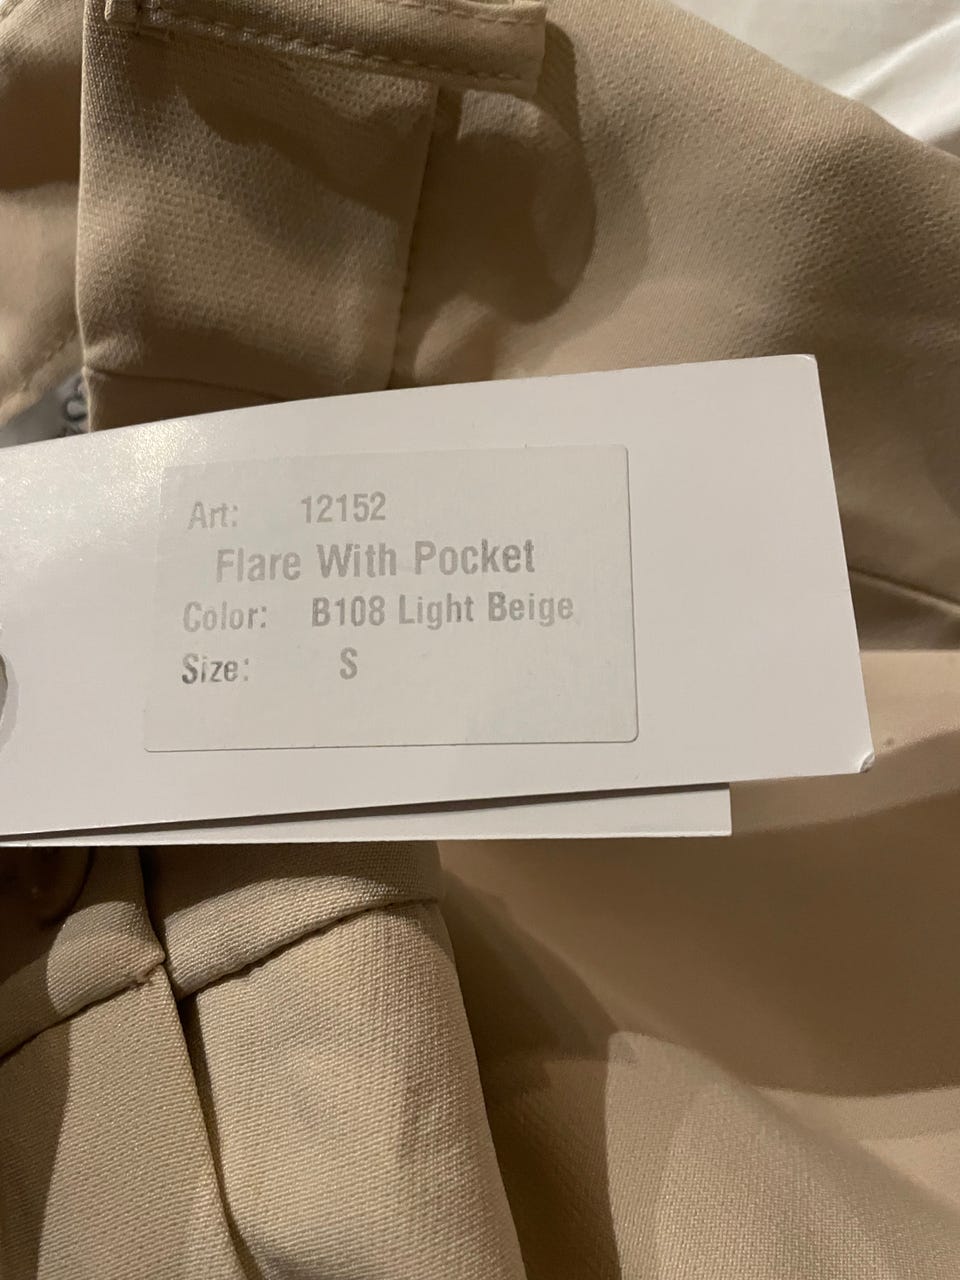 Art: 12152
Flare With Pocket
Color: B108 Light Beige
Size: S